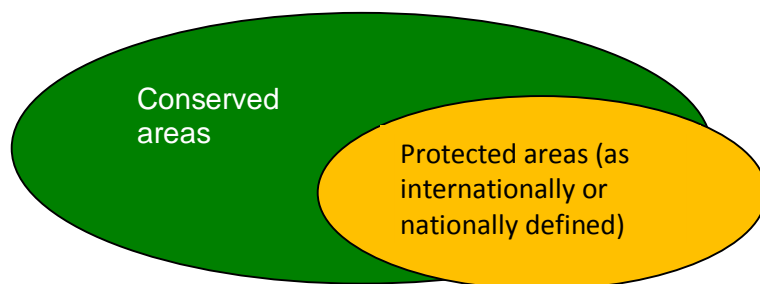 Conserved
areas
Protected areas (as
internationally or
nationally defined)